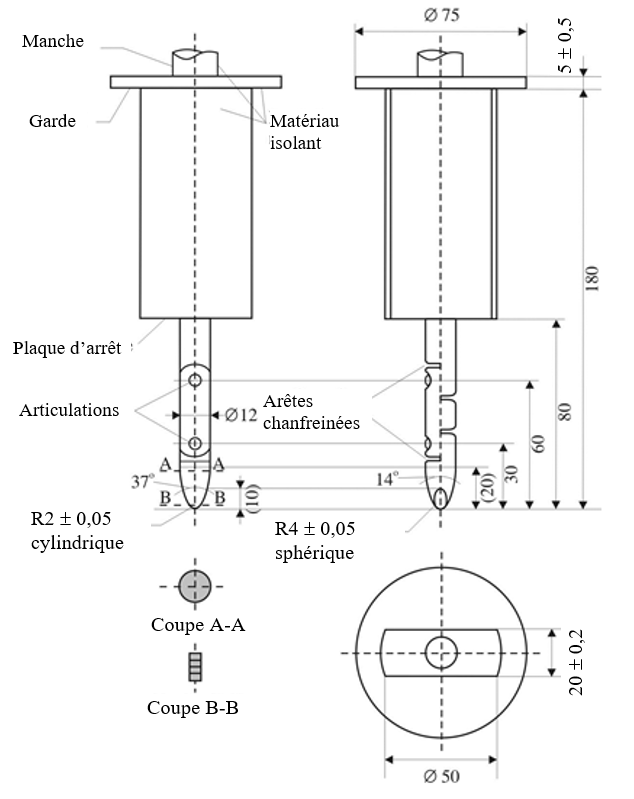 Ø 75
5 ± 0,5
Manche
Garde
Matériau
isolant
180
Plaque d’arrêt
Articulations
Ø12
Arêtes
chanfreinées
80
60
30
(20)
A A
37°
14°
B B
(10)
R2 ± 0,05
cylindrique
R4 ± 0,05
sphérique
Coupe A-A
Coupe B-B
20 ± 0,2
Ø 50